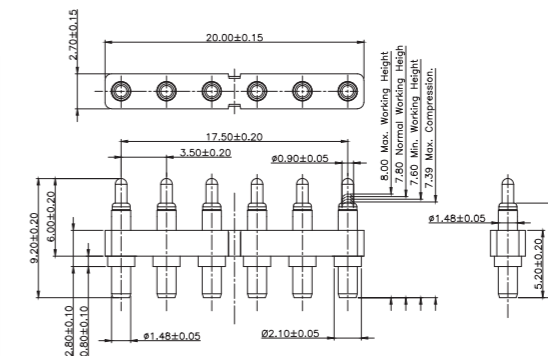 20.00±0.15
2.70±0.15
17.50±0.20
3.50±0.20
ø0.90±0.05
8.00 Max. Working Height
7.80 Normal Working Heigh
7.60 Min. Working Height
7.39 Max. Compression.
9.20±0.20
6.00±0.20
ø1.48±0.05
5.20±0.20
2.80±0.10
0.80±0.10
ø1.48±0.05
Ø2.10±0.05